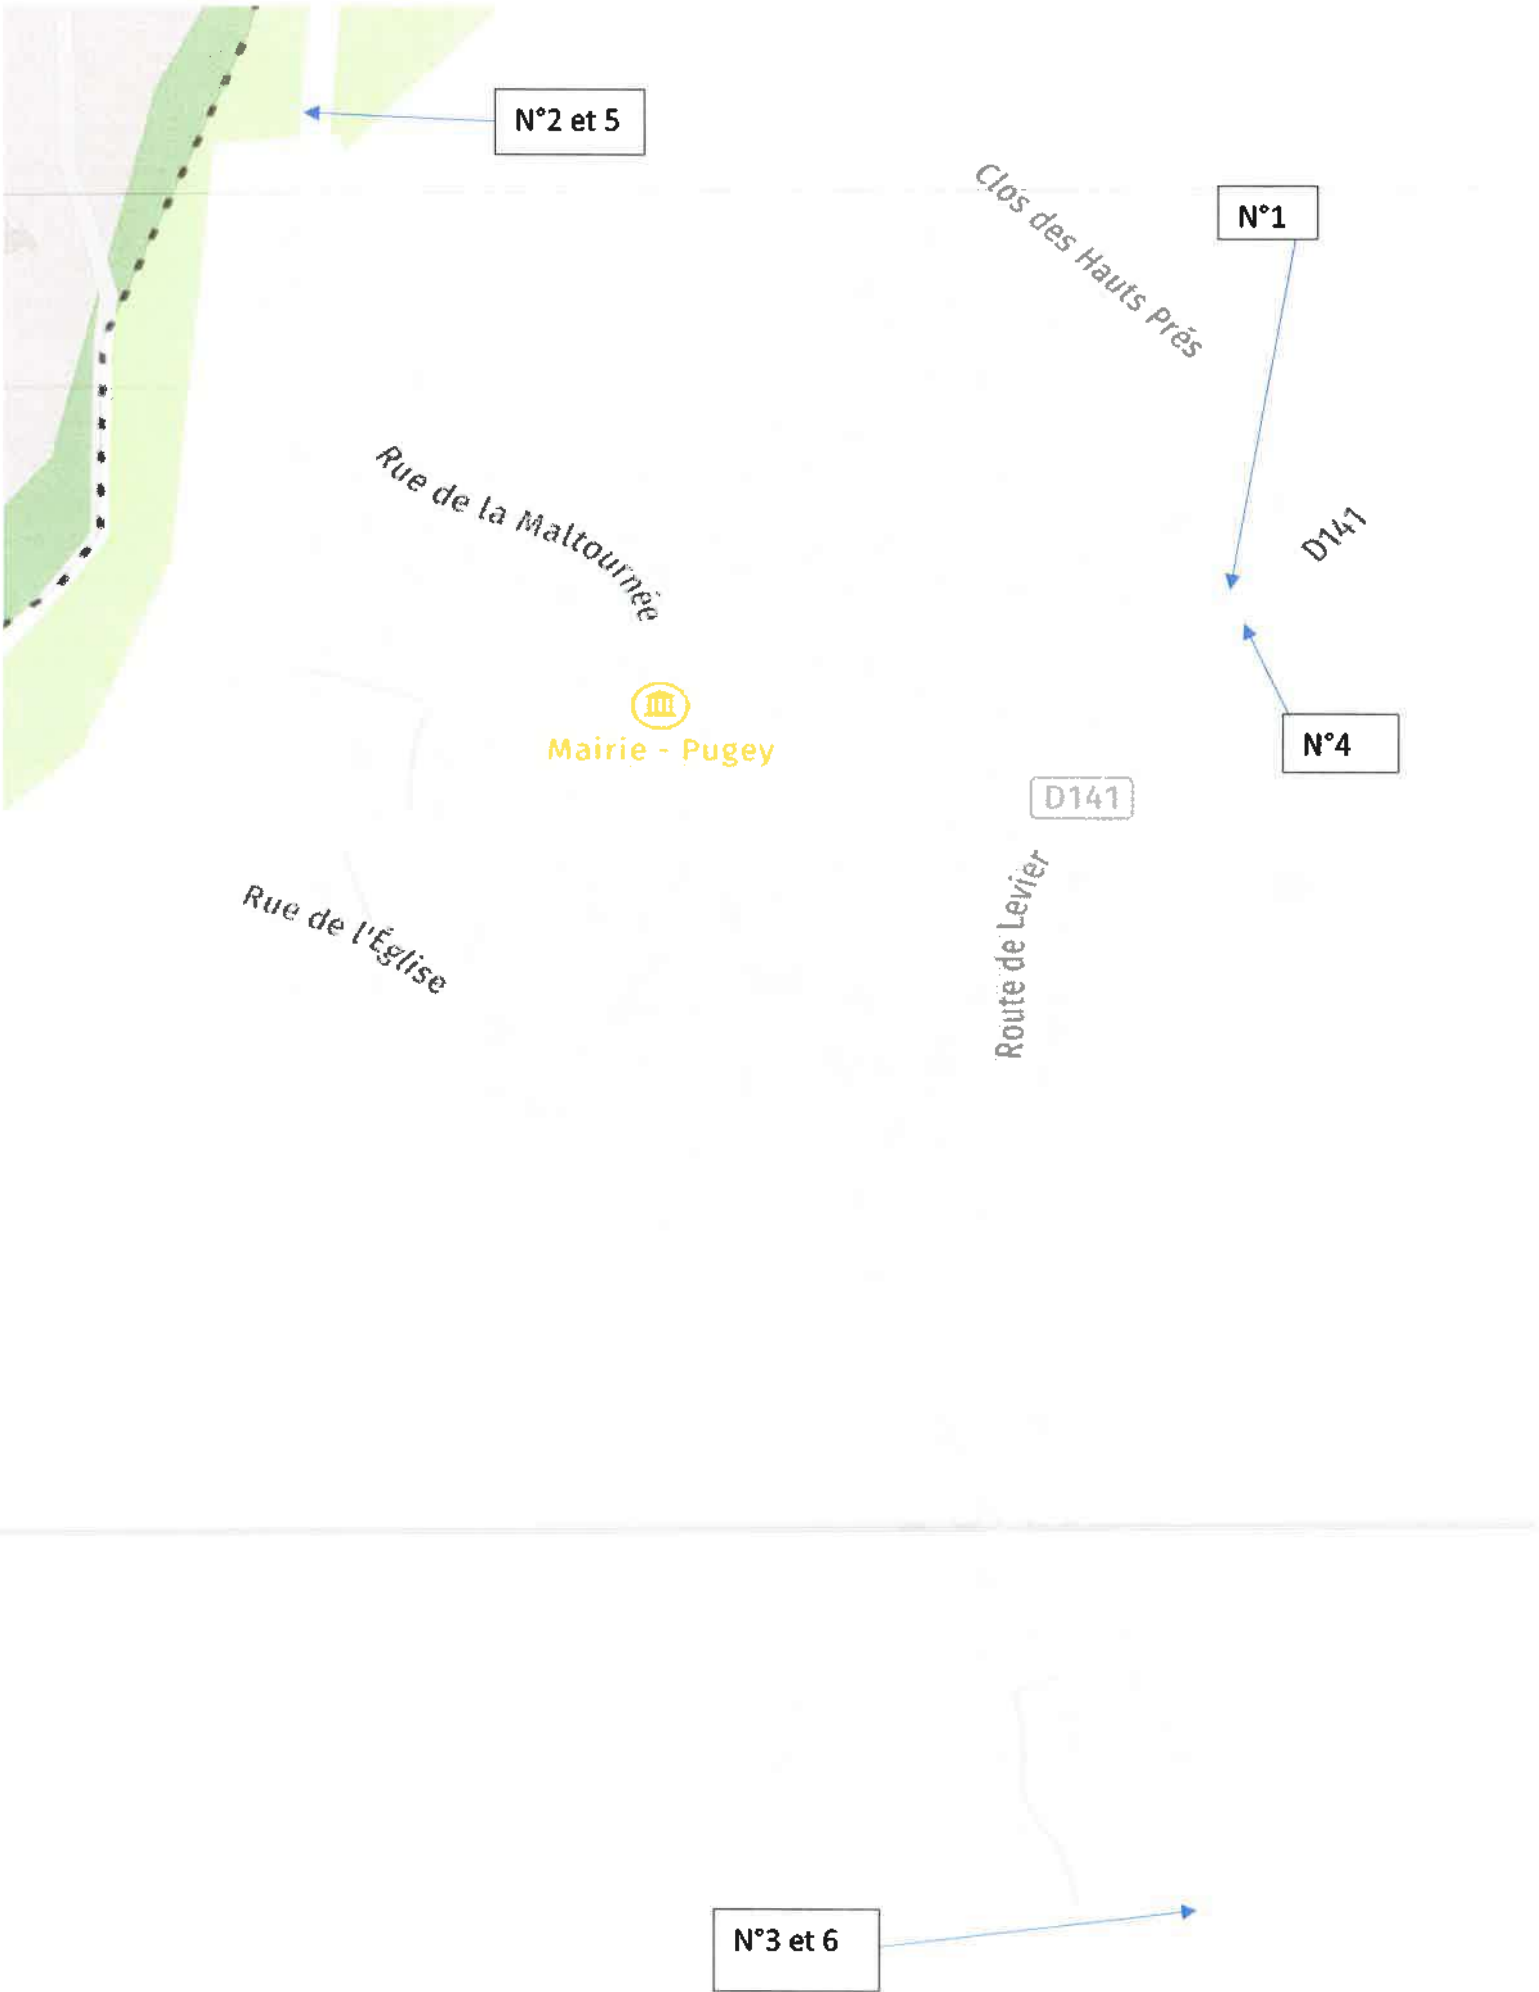 N°2 et 5
Clos des Hauts Prés
N°1
Rue de la Maltournée
D141
Mairie - Pugey
N°4
D141
Route de Levier
Rue de l'Église
N°3 et 6